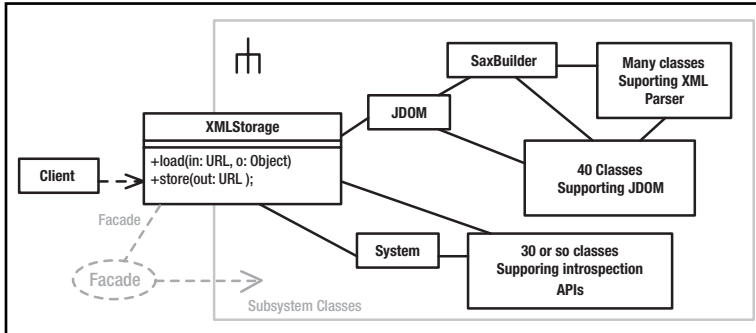 SaxBuilder
Many classes
Suporting XML
Parser
XMLStorage
JDOM
+load(in: URL, o: Object)
+store(out: URL );
Client
40 Classes
Supporting JDOM
Facade
System
30 or so classes
Supporing introspection
APIs
Facade
Subsystem Classes